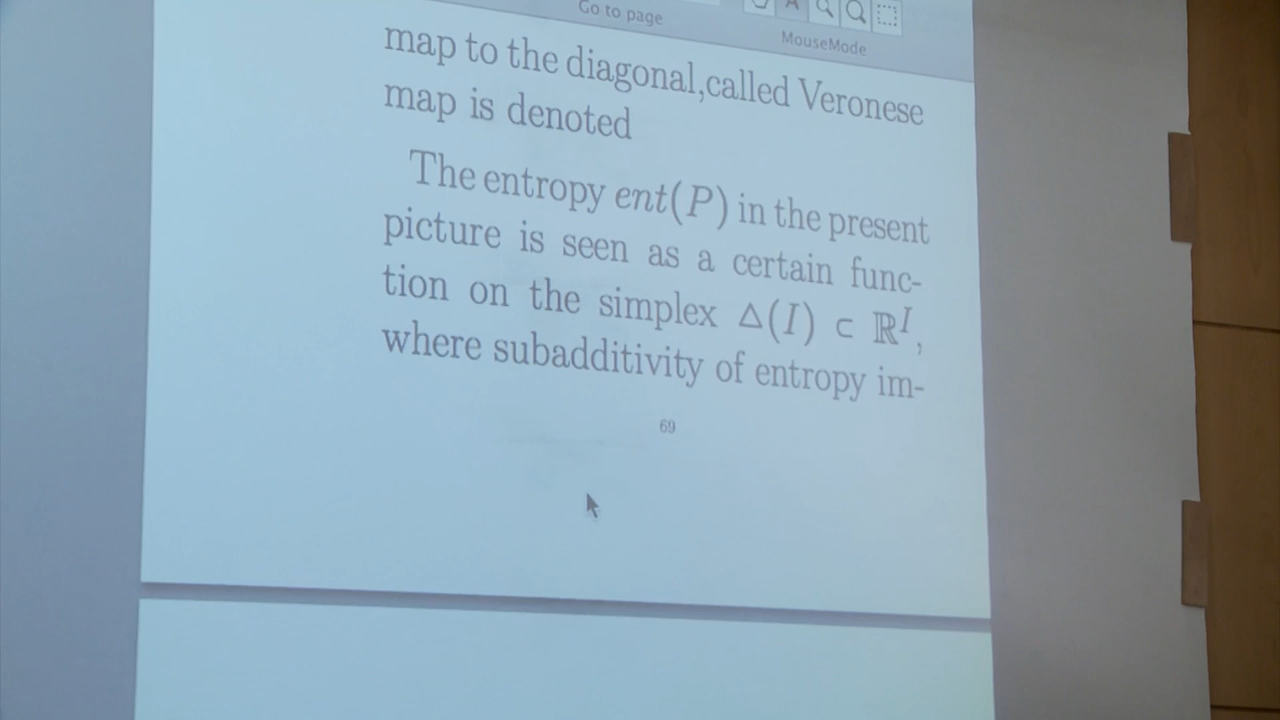 Go to page
MouseMode
map to the diagonal,called Veronese
map is denoted
The entropy ent(P) in the present
picture is seen as a certain func-
tion on the simplex Δ(I) ⊂ ℝᴵ,
where subadditivity of entropy im-
69